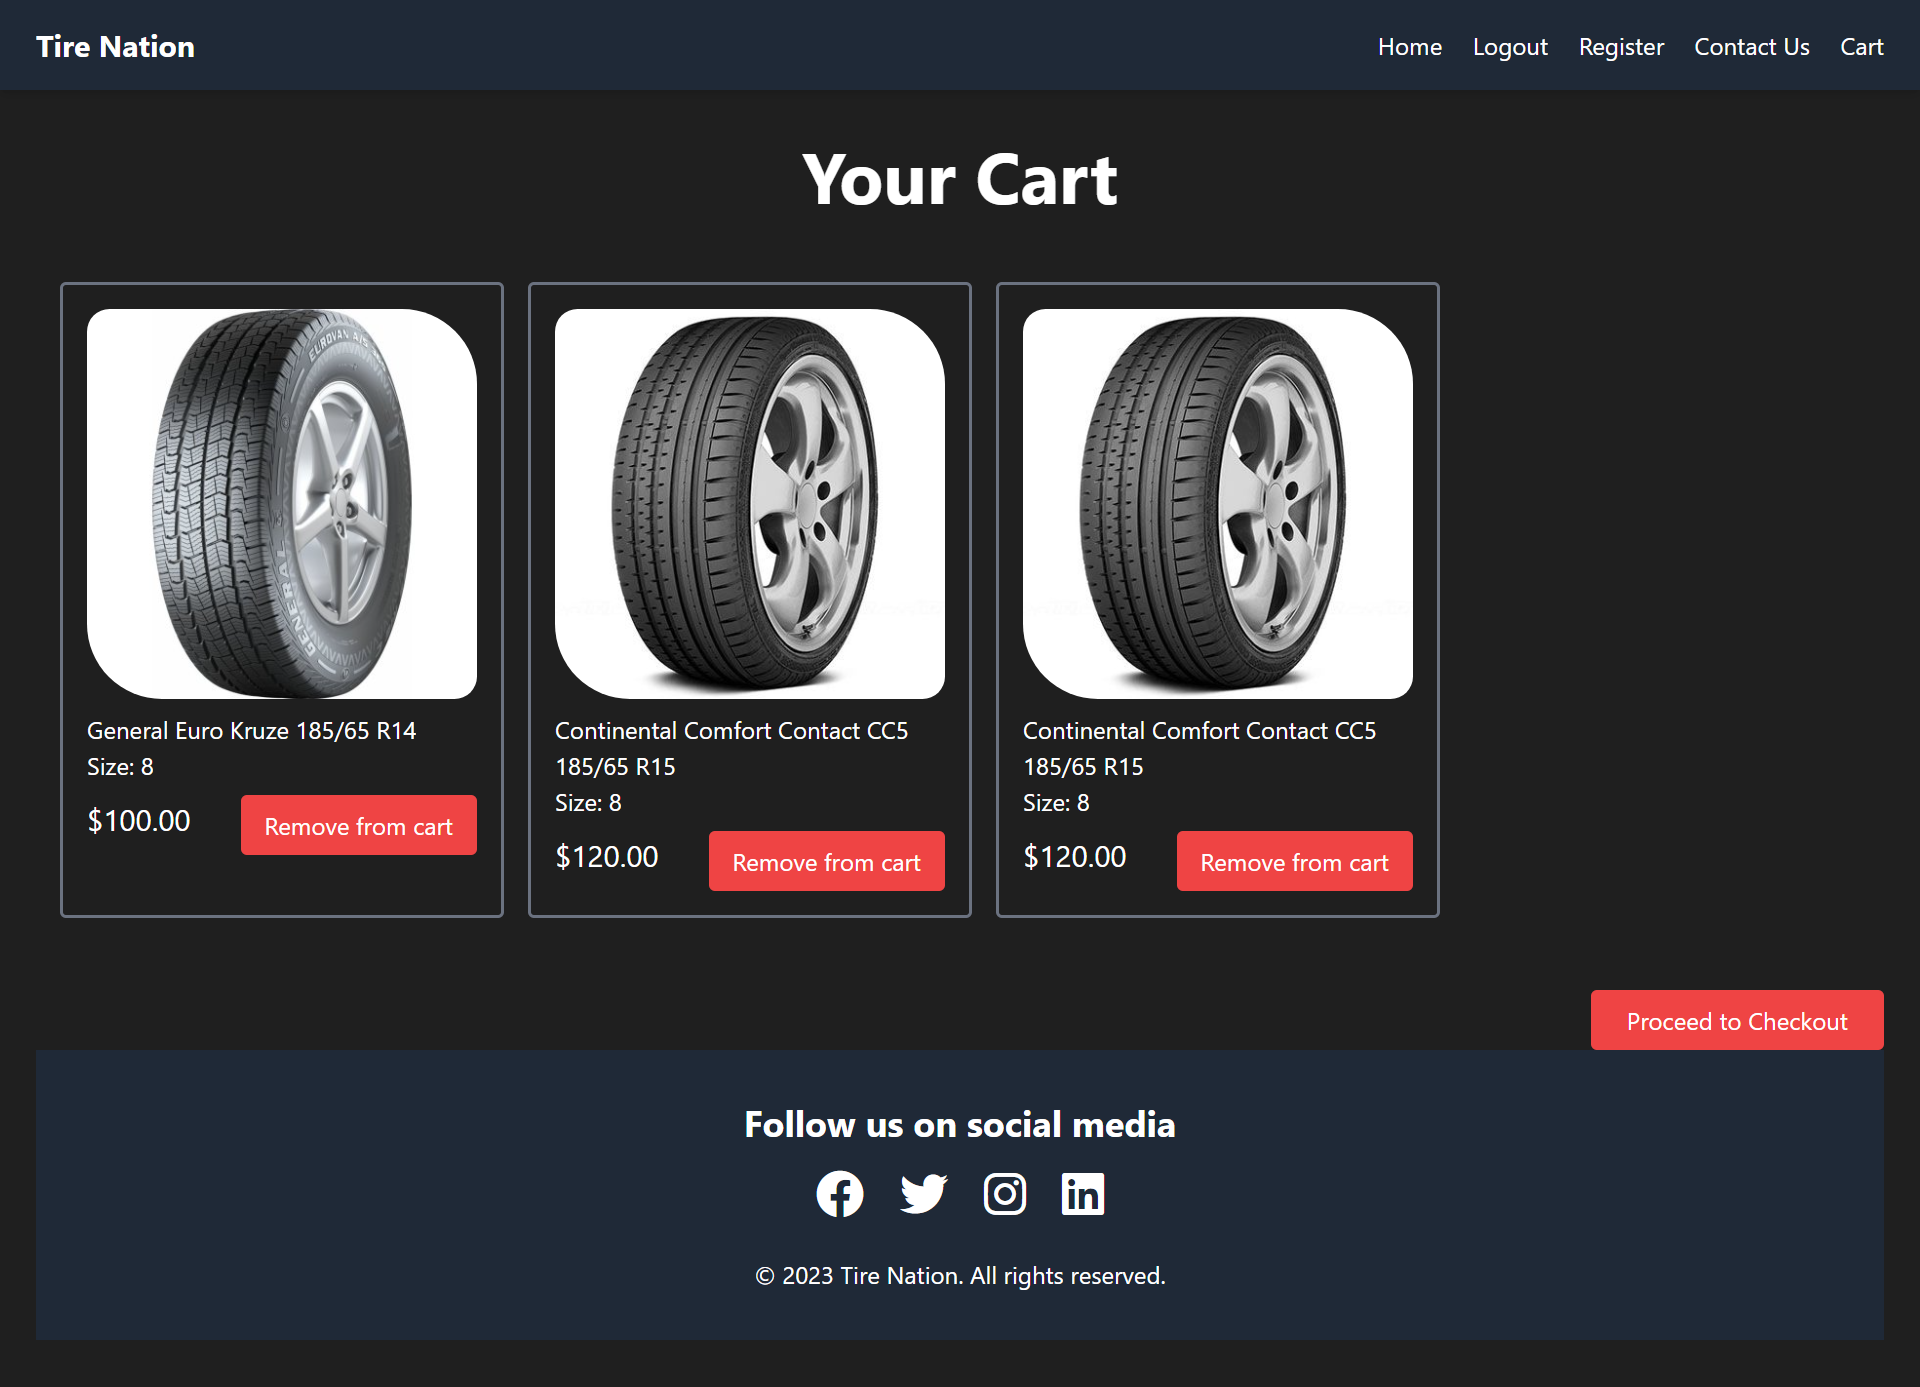 Tire Nation
Home Logout Register Contact Us Cart
Your Cart
EUROVAN A/S
GENERAL
General Euro Kruze 185/65 R14
Size: 8
$100.00
Remove from cart
Continental Comfort Contact CC5
185/65 R15
Size: 8
$120.00
Remove from cart
Continental Comfort Contact CC5
185/65 R15
Size: 8
$120.00
Remove from cart
Proceed to Checkout
Follow us on social media
© 2023 Tire Nation. All rights reserved.